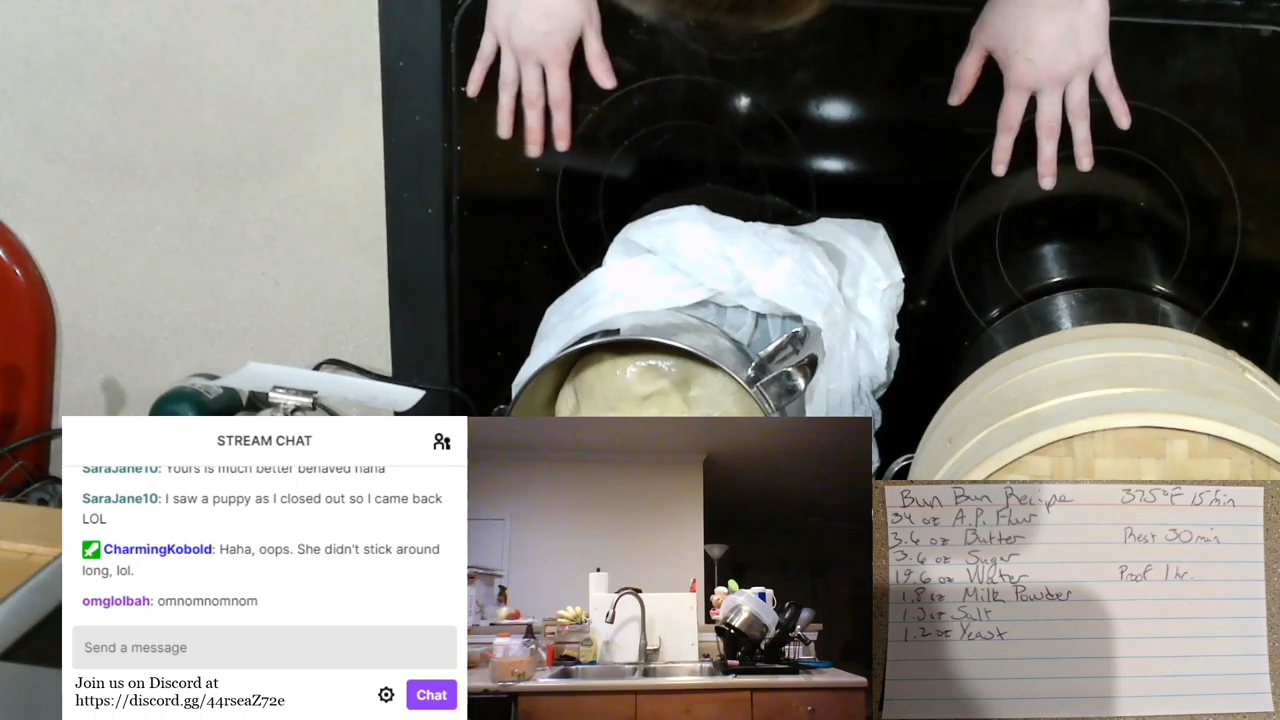 STREAM CHAT
SaraJane10: Yours is much better behaved haha
SaraJane10: I saw a puppy as I closed out so I came back
LOL
CharmingKobold: Haha, oops. She didn't stick around
long, lol.
omglolbah: omnomnomnom
Send a message
Join us on Discord at
https://discord.gg/44rseaZ72e
Chat
Bun Bun Recipe 375°F 15 min
34 oz A.P. Flour
3.6 oz Butter Rest 30 min
3.6 oz Sugar
19.6 oz Water Proof 1 hr.
1.8 oz Milk Powder
Salt
1.2 oz Yeast